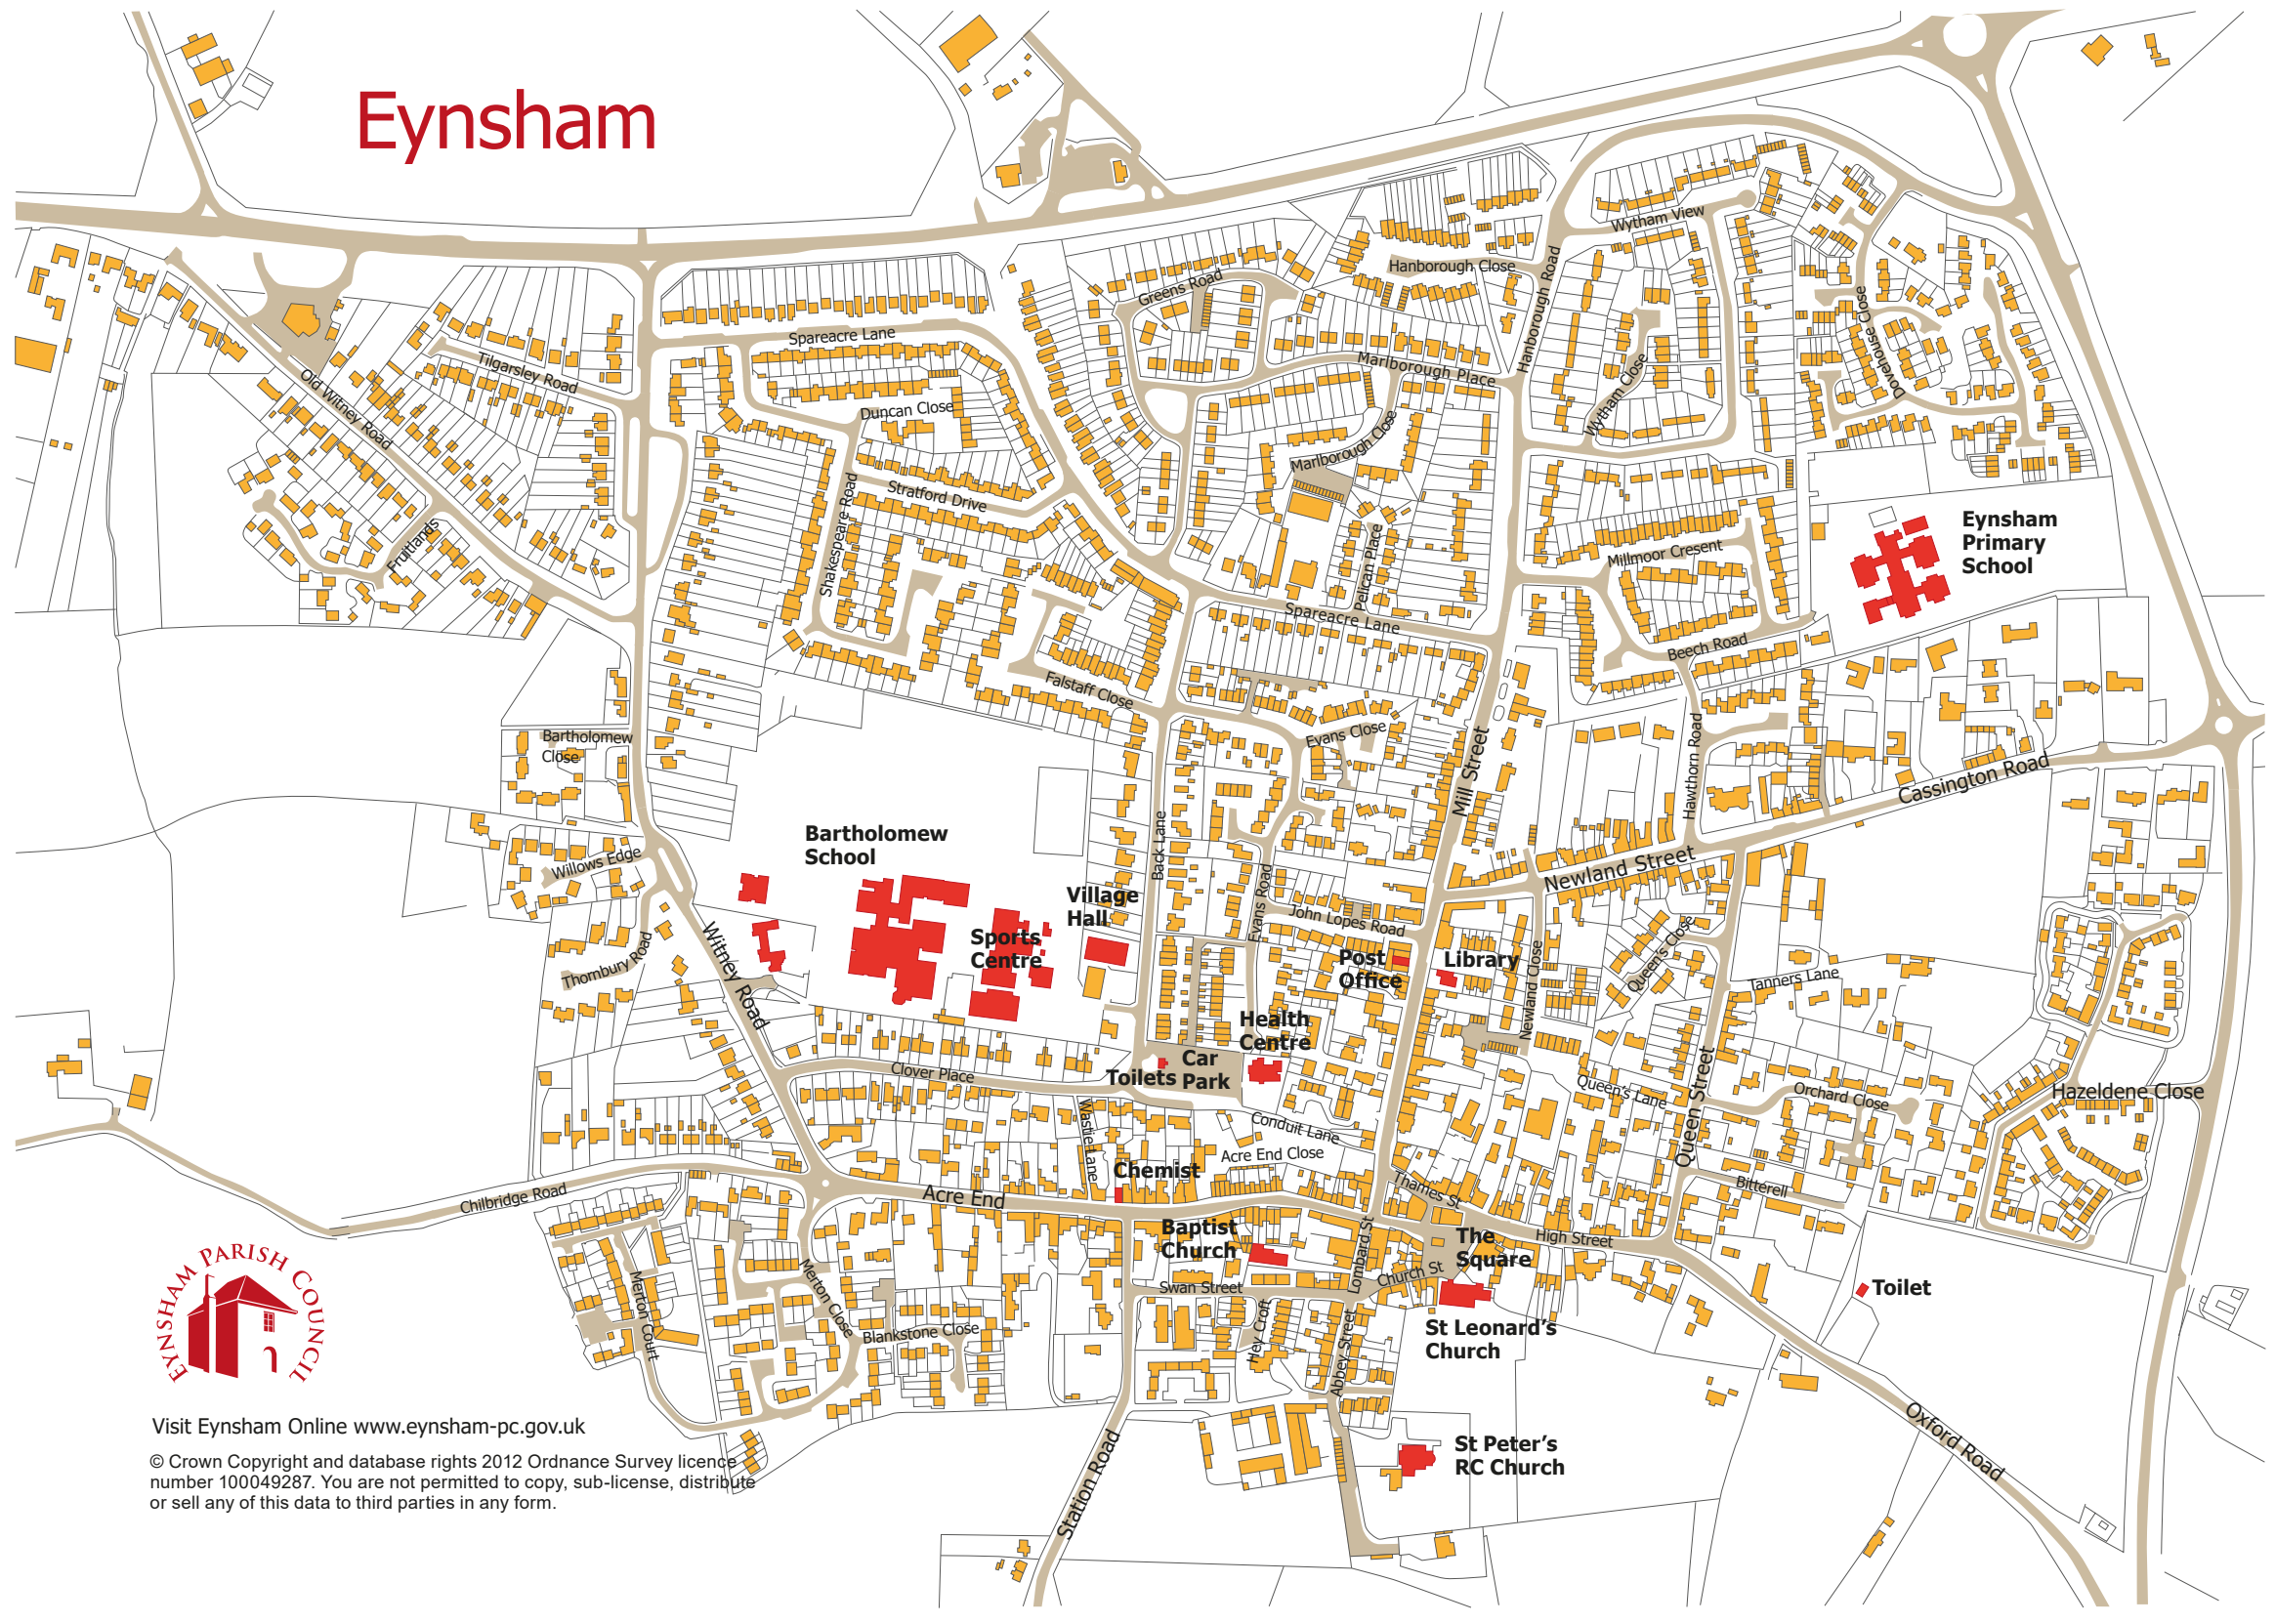 Eynsham
Wytham View
Hanborough Close
Hanborough Road
Greens Road
Dovehouse Close
Spareacre Lane
Marlborough Place
Tilgarsley Road
Wytham Close
Old Witney Road
Duncan Close
Marlborough Close
Stratford Drive
Shakespeare Road
Eynsham
Primary
School
Fruitlands
Pelican Place
Millmoor Cresent
Spareacre Lane
Beech Road
Falstaff Close
Bartholomew
Close
Evans Close
Mill Street
Hawthorn Road
Cassington Road
Bartholomew
School
Back Lane
Willows Edge
Newland Street
Village
Hall
Evans Road
John Lopes Road
Sports
Centre
Witney Road
Thornbury Road
Post
Office
Library
Newland Close
Queen's Close
Tanners Lane
Health
Centre
Car
Park
Toilets
Clover Place
Queen's Lane
Queen Street
Orchard Close
Hazeldene Close
Wastie Lane
Conduit Lane
Acre End Close
Chemist
Chilbridge Road
Acre End
Thames St
Bitterell
Baptist
Church
Lombard St
The
Square
High Street
Church St
Swan Street
Toilet
Merton Court
Merton Close
Blankstone Close
Hey Croft
Abbey Street
St Leonard's
Church
EYNSHAM PARISH COUNCIL
Oxford Road
Station Road
St Peter's
RC Church
Visit Eynsham Online www.eynsham-pc.gov.uk
© Crown Copyright and database rights 2012 Ordnance Survey licence
number 100049287. You are not permitted to copy, sub-license, distribute
or sell any of this data to third parties in any form.